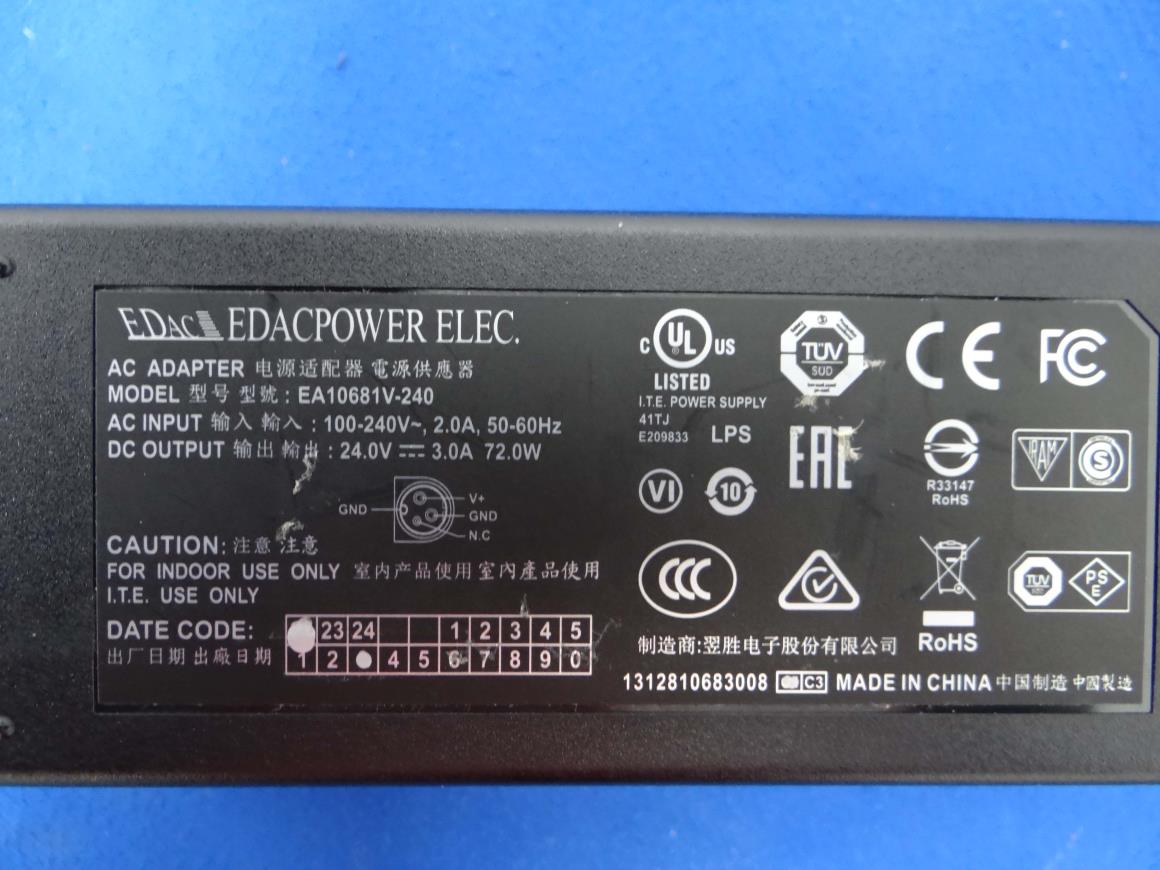 EDAC EDACPOWER ELEC.
AC ADAPTER 电源适配器 電源供應器
MODEL 型号 型號 : EA10681V-240
AC INPUT 输入 輸入 : 100-240V~, 2.0A, 50-60Hz
DC OUTPUT 输出 輸出 : 24.0V ⎓ 3.0A 72.0W
GND
V+
GND
N.C
CAUTION: 注意 注意
FOR INDOOR USE ONLY 室内产品使用 室內產品使用
I.T.E. USE ONLY
DATE CODE: 23 24 1 2 3 4 5
出厂日期 出廠日期 1 2 4 5 6 7 8 9 0
C UL US
LISTED
I.T.E. POWER SUPPLY
41TJ
E209833 LPS
TÜV
SÜD
CE
FC
EAC
R33147
RoHS
IRAM S
VI
10
CCC
RoHS
TÜV
PS
E
制造商:翌胜电子股份有限公司
1312810683008 C3 MADE IN CHINA 中国制造 中國製造